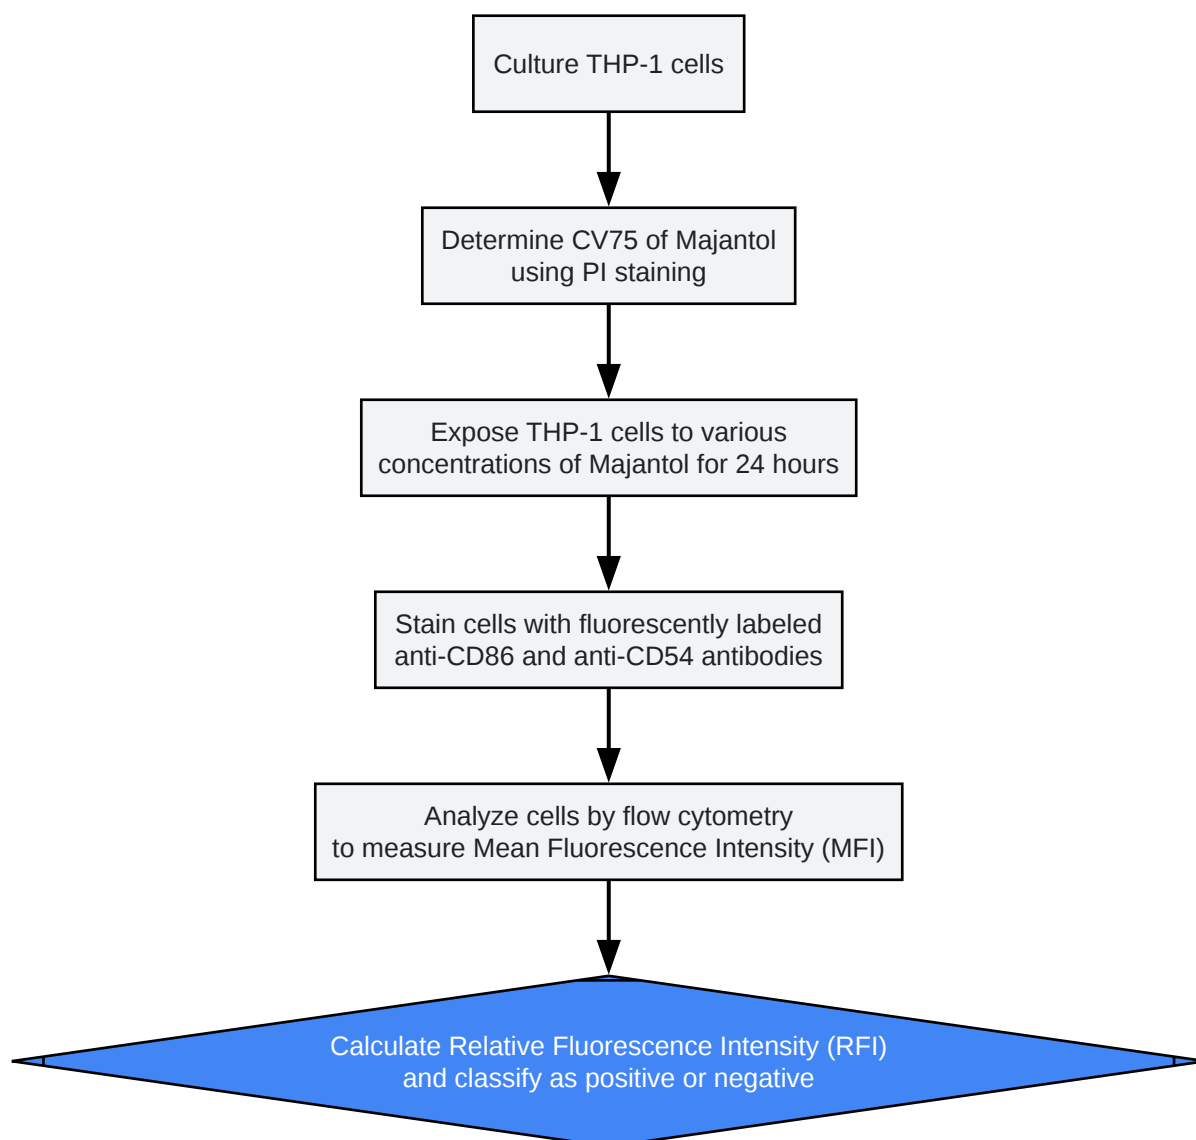 Culture THP-1 cells
Determine CV75 of Majantol
using PI staining
Expose THP-1 cells to various
concentrations of Majantol for 24 hours
Stain cells with fluorescently labeled
anti-CD86 and anti-CD54 antibodies
Analyze cells by flow cytometry
to measure Mean Fluorescence Intensity (MFI)
Calculate Relative Fluorescence Intensity (RFI)
and classify as positive or negative